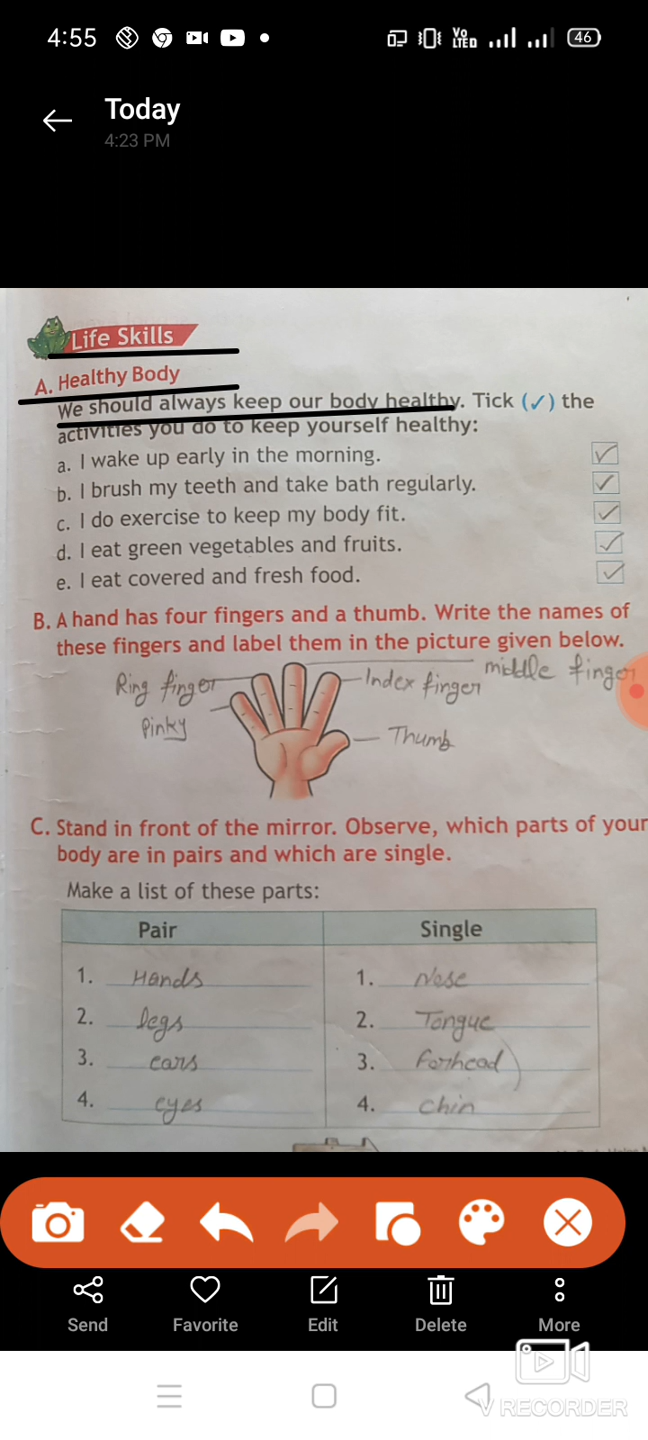 4:55
Vo
LTE
46
Today
4:23 PM
Life Skills
A. Healthy Body
We should always keep our body healthy. Tick (✓) the
activities you do to keep yourself healthy:
a. I wake up early in the morning. ✓
b. I brush my teeth and take bath regularly. ✓
c. I do exercise to keep my body fit. ✓
d. I eat green vegetables and fruits. ✓
e. I eat covered and fresh food. ✓
B. A hand has four fingers and a thumb. Write the names of
these fingers and label them in the picture given below.
Ring finger
Index finger
middle finger
Pinky
Thumb
C. Stand in front of the mirror. Observe, which parts of your
body are in pairs and which are single.
Make a list of these parts:
Pair Single
1. Hands 1. Nose
2. legs 2. Tongue
3. ears 3. Forhead
4. eyes 4. Chin
Send Favorite Edit Delete More
V RECORDER